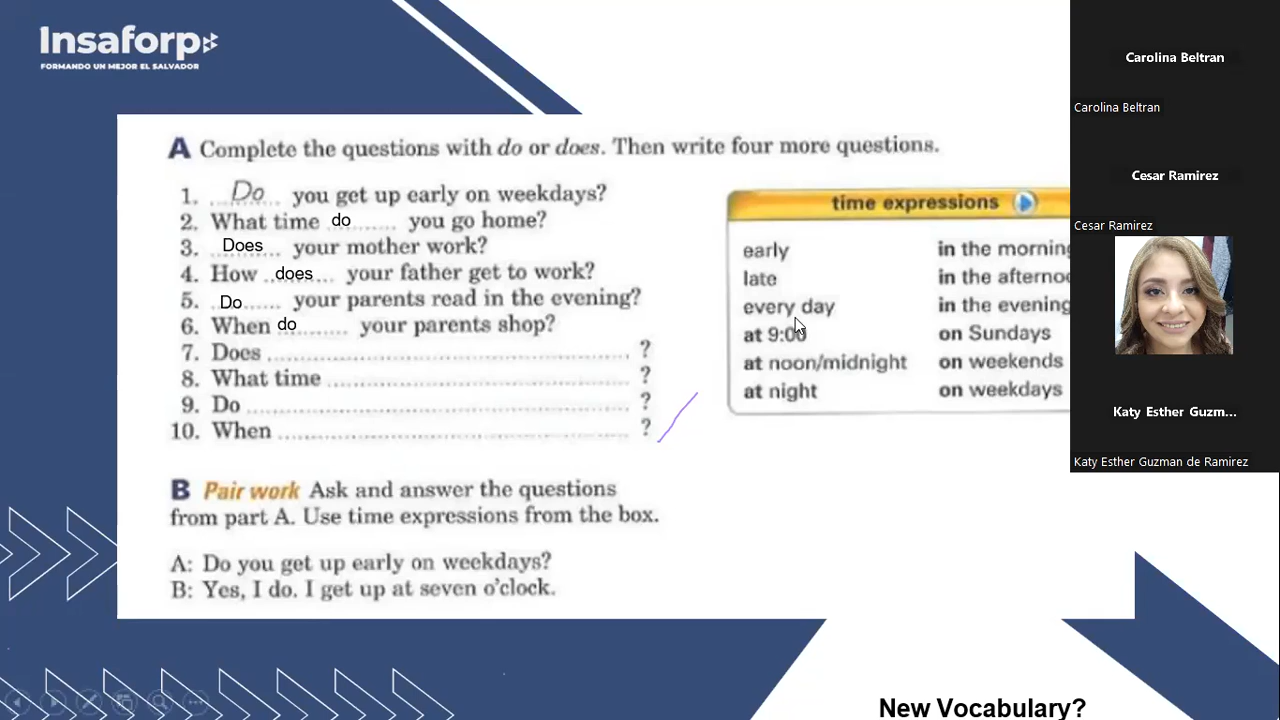 Insaforp
FORMANDO UN MEJOR EL SALVADOR
A Complete the questions with do or does. Then write four more questions.
1. Do you get up early on weekdays?
2. What time do you go home?
3. Does your mother work?
4. How does your father get to work?
5. Do your parents read in the evening?
6. When do your parents shop?
7. Does ?
8. What time ?
9. Do ?
10. When ?
time expressions
early in the mornin
late in the afterno
every day in the evening
at 9:00 on Sundays
at noon/midnight on weekends
at night on weekdays
B Pair work Ask and answer the questions
from part A. Use time expressions from the box.
A: Do you get up early on weekdays?
B: Yes, I do. I get up at seven o'clock.
New Vocabulary?
Carolina Beltran
Carolina Beltran
Cesar Ramirez
Cesar Ramirez
Katy Esther Guzm...
Katy Esther Guzman de Ramirez